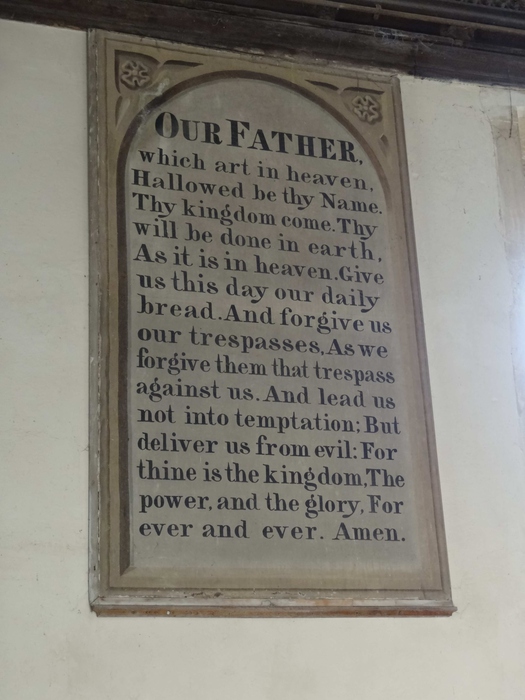 OUR FATHER,
which art in heaven,
Hallowed be thy Name.
Thy kingdom come. Thy
will be done in earth,
As it is in heaven. Give
us this day our daily
bread. And forgive us
our trespasses, As we
forgive them that trespass
against us. And lead us
not into temptation; But
deliver us from evil: For
thine is the kingdom, The
power, and the glory, For
ever and ever. Amen.